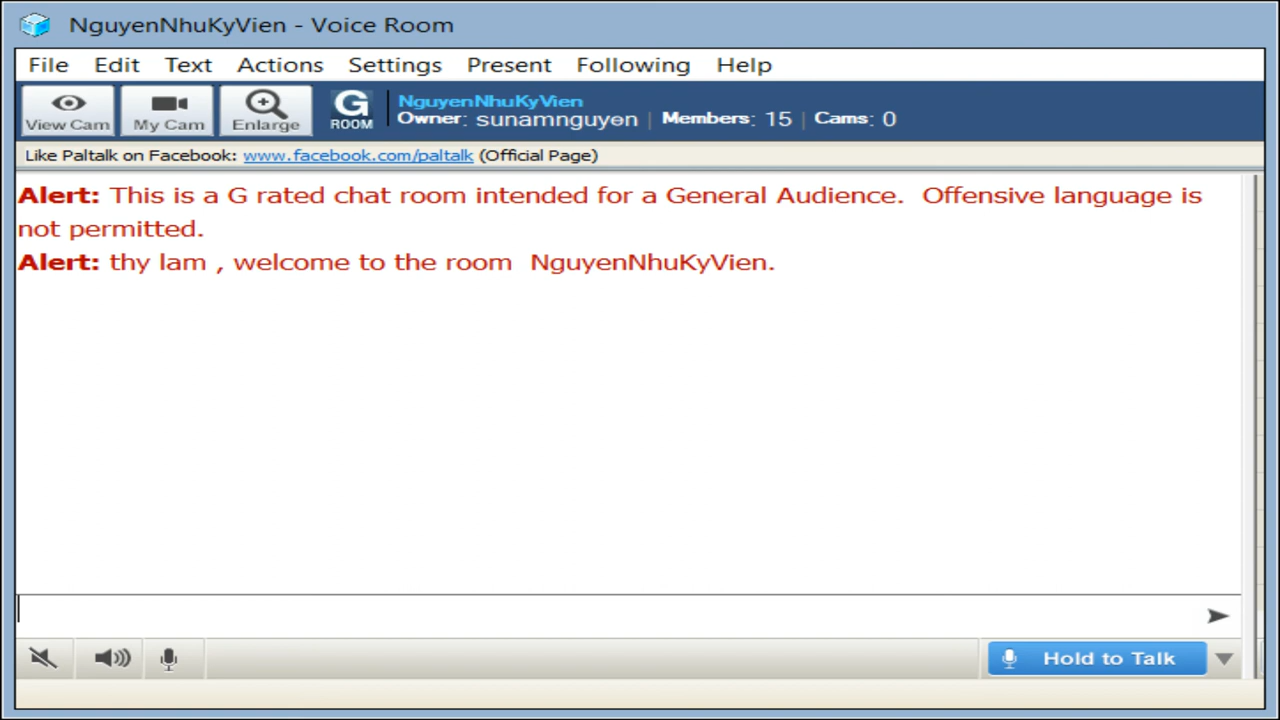 NguyenNhuKyVien - Voice Room
File Edit Text Actions Settings Present Following Help
View Cam My Cam Enlarge G ROOM
NguyenNhuKyVien
Owner: sunamnguyen | Members: 15 | Cams: 0
Like Paltalk on Facebook: www.facebook.com/paltalk (Official Page)
Alert: This is a G rated chat room intended for a General Audience. Offensive language is
not permitted.
Alert: thy lam , welcome to the room NguyenNhuKyVien.
Hold to Talk